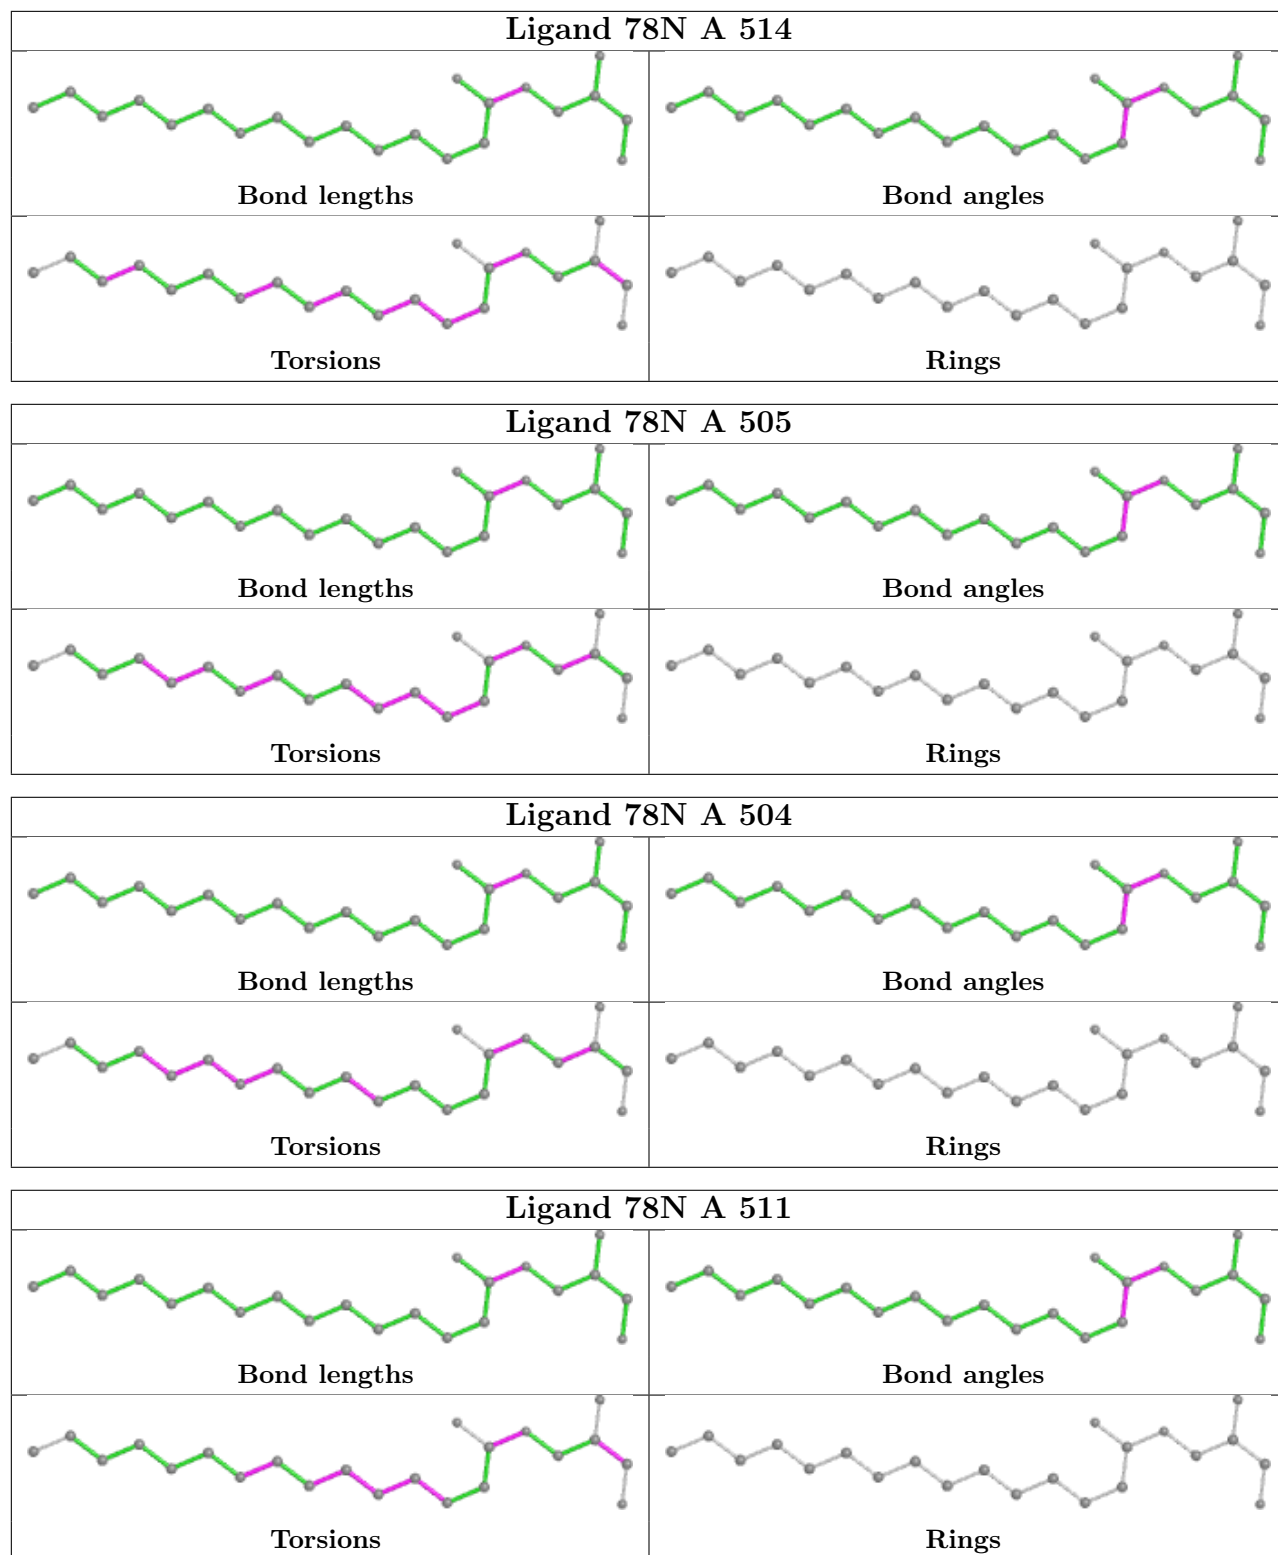 Ligand 78N A 514
Bond lengths
Bond angles
Torsions
Rings
Ligand 78N A 505
Bond lengths
Bond angles
Torsions
Rings
Ligand 78N A 504
Bond lengths
Bond angles
Torsions
Rings
Ligand 78N A 511
Bond lengths
Bond angles
Torsions
Rings